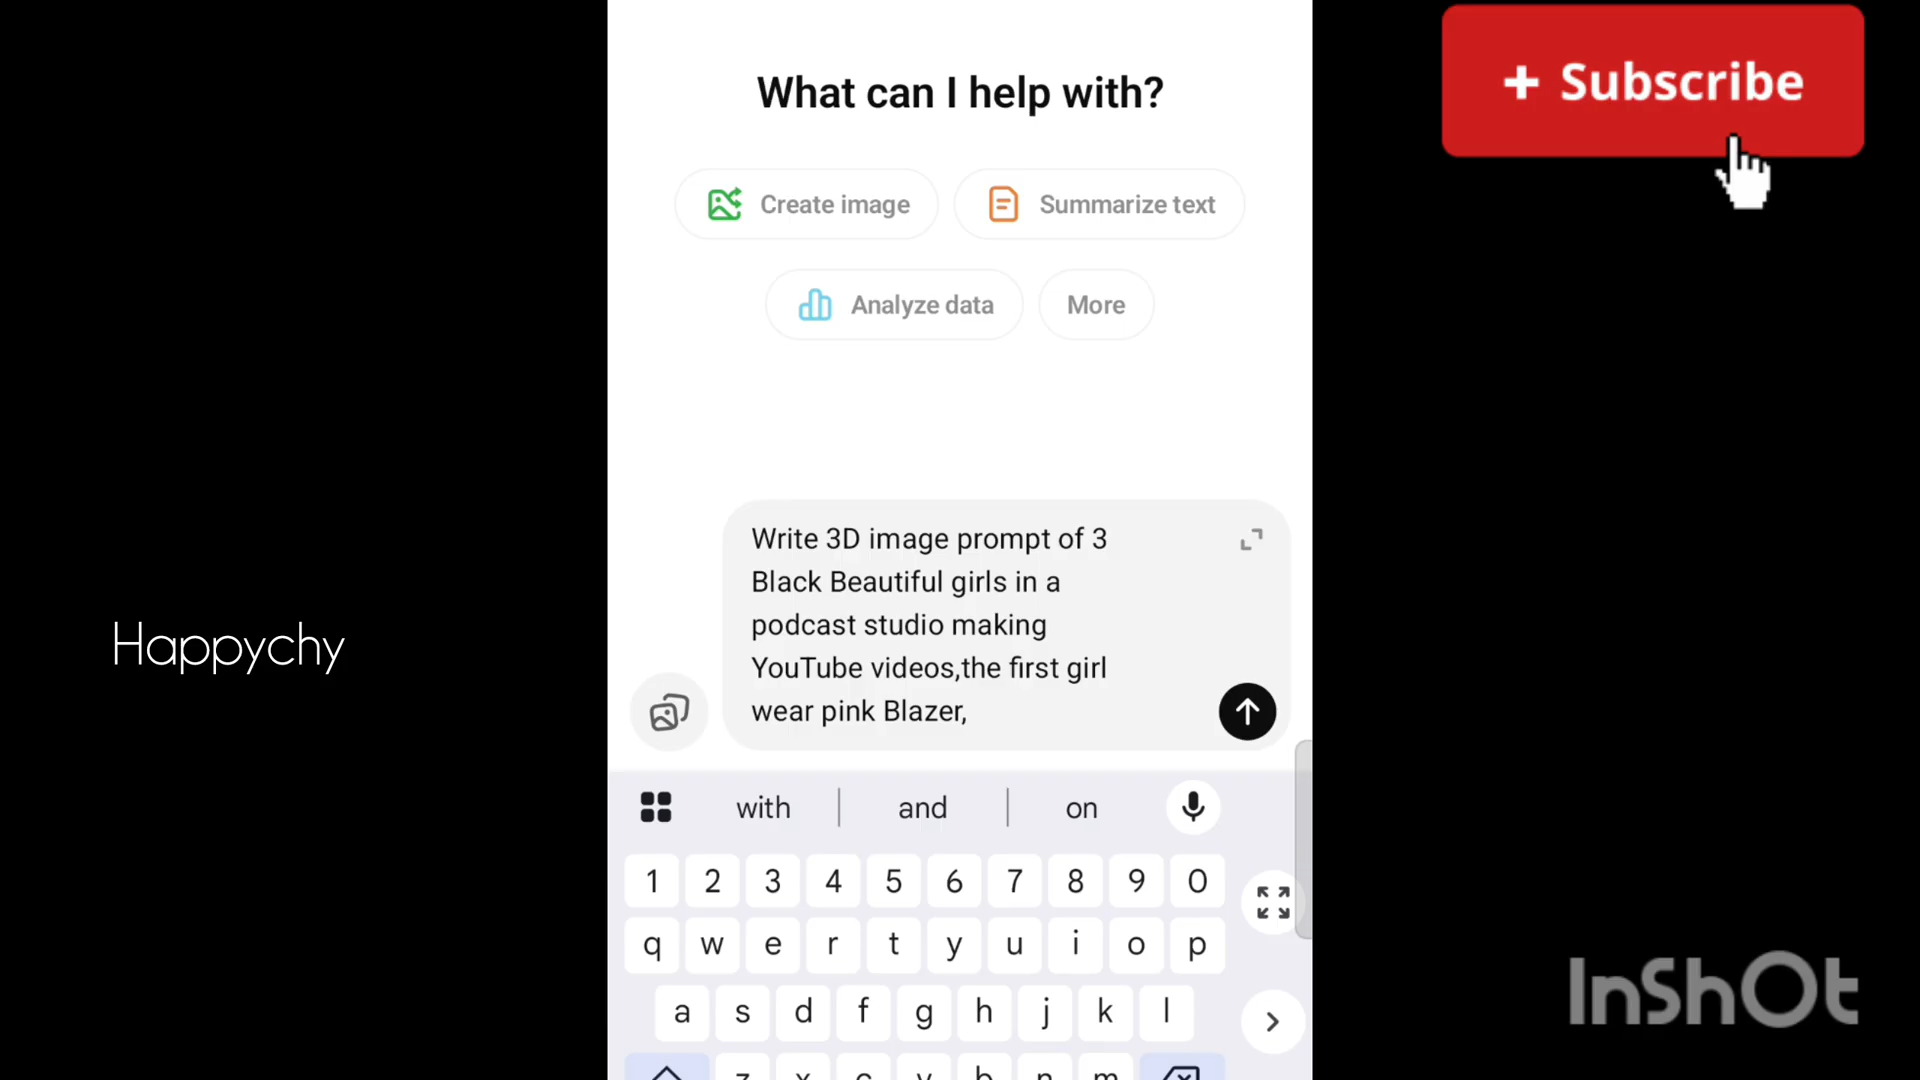 What can I help with?
+ Subscribe
Create image
Summarize text
Analyze data
More
Write 3D image prompt of 3
Black Beautiful girls in a
podcast studio making
YouTube videos,the first girl
wear pink Blazer,
Happychy
with
and
on
1 2 3 4 5 6 7 8 9 0
q w e r t y u i o p
a s d f g h j k l
z x c v b n m
InShOt